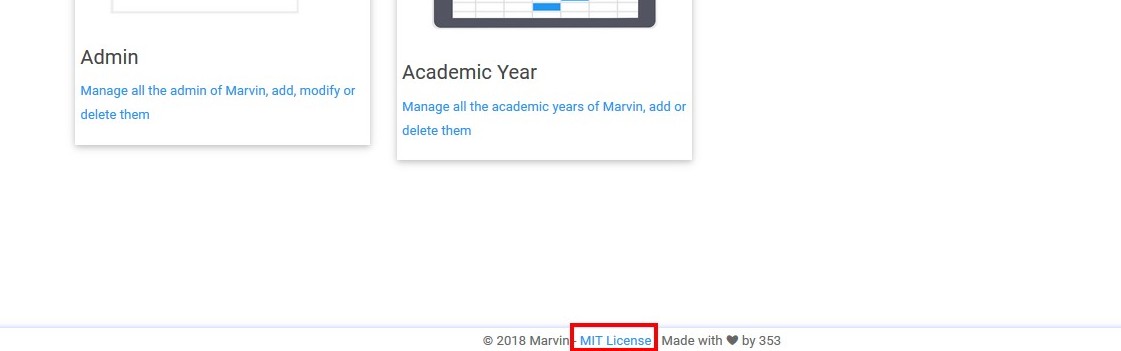 Admin
Manage all the admin of Marvin, add, modify or
delete them
Academic Year
Manage all the academic years of Marvin, add or
delete them
© 2018 Marvin - MIT License Made with ♥ by 353